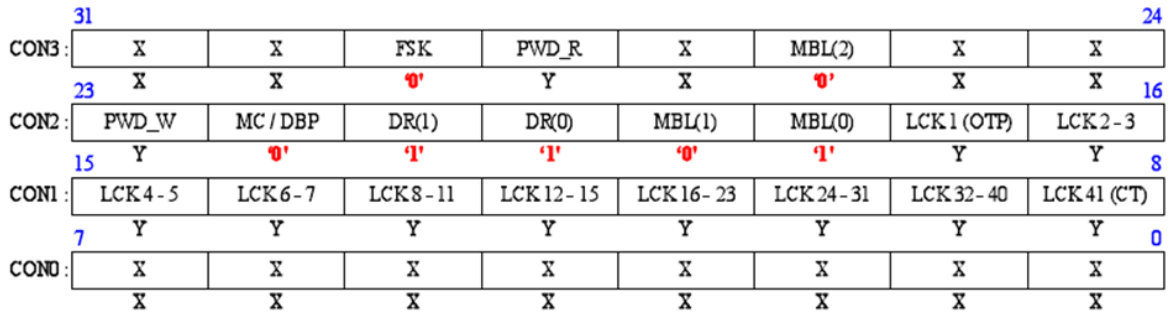 31 24
CON3: X X FSK PWD_R X MBL(2) X X
X X '0' Y X '0' X X
23 16
CON2: PWD_W MC / DBP DR(1) DR(0) MBL(1) MBL(0) LCK1 (OTP) LCK2-3
Y '0' '1' '1' '0' '1' Y Y
15 8
CON1: LCK4-5 LCK6-7 LCK8-11 LCK12-15 LCK16-23 LCK24-31 LCK32-40 LCK41 (CT)
Y Y Y Y Y Y Y Y
7 0
CON0: X X X X X X X X
X X X X X X X X